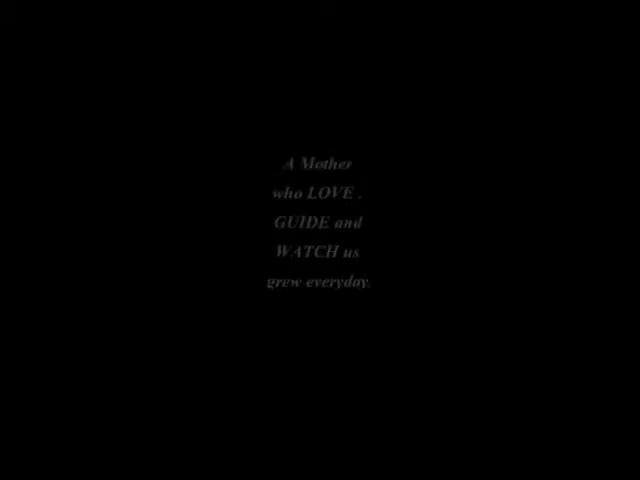 A Mother
who LOVE ,
GUIDE and
WATCH us
grew everyday.